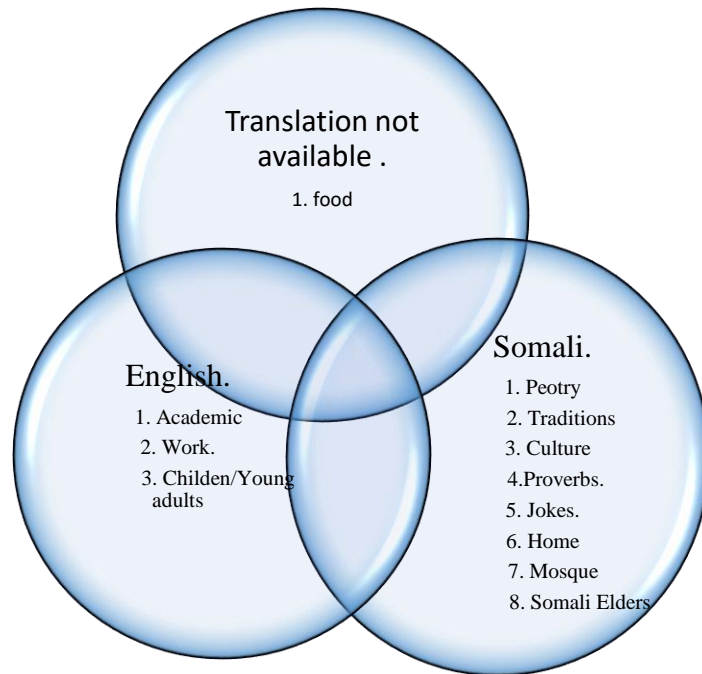 Translation not
available .
1. food
English.
1. Academic
2. Work.
3. Childen/Young
adults
Somali.
1. Peotry
2. Traditions
3. Culture
4.Proverbs.
5. Jokes.
6. Home
7. Mosque
8. Somali Elders